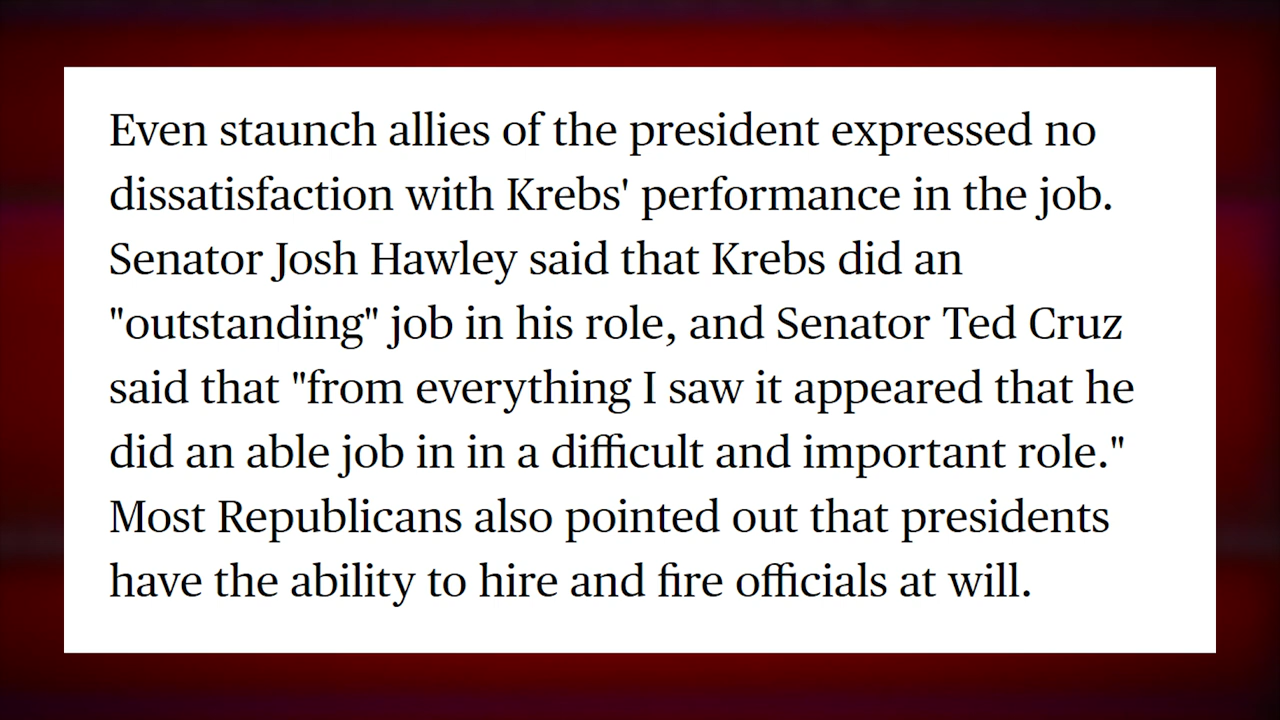 Even staunch allies of the president expressed no
dissatisfaction with Krebs' performance in the job.
Senator Josh Hawley said that Krebs did an
"outstanding" job in his role, and Senator Ted Cruz
said that "from everything I saw it appeared that he
did an able job in in a difficult and important role."
Most Republicans also pointed out that presidents
have the ability to hire and fire officials at will.